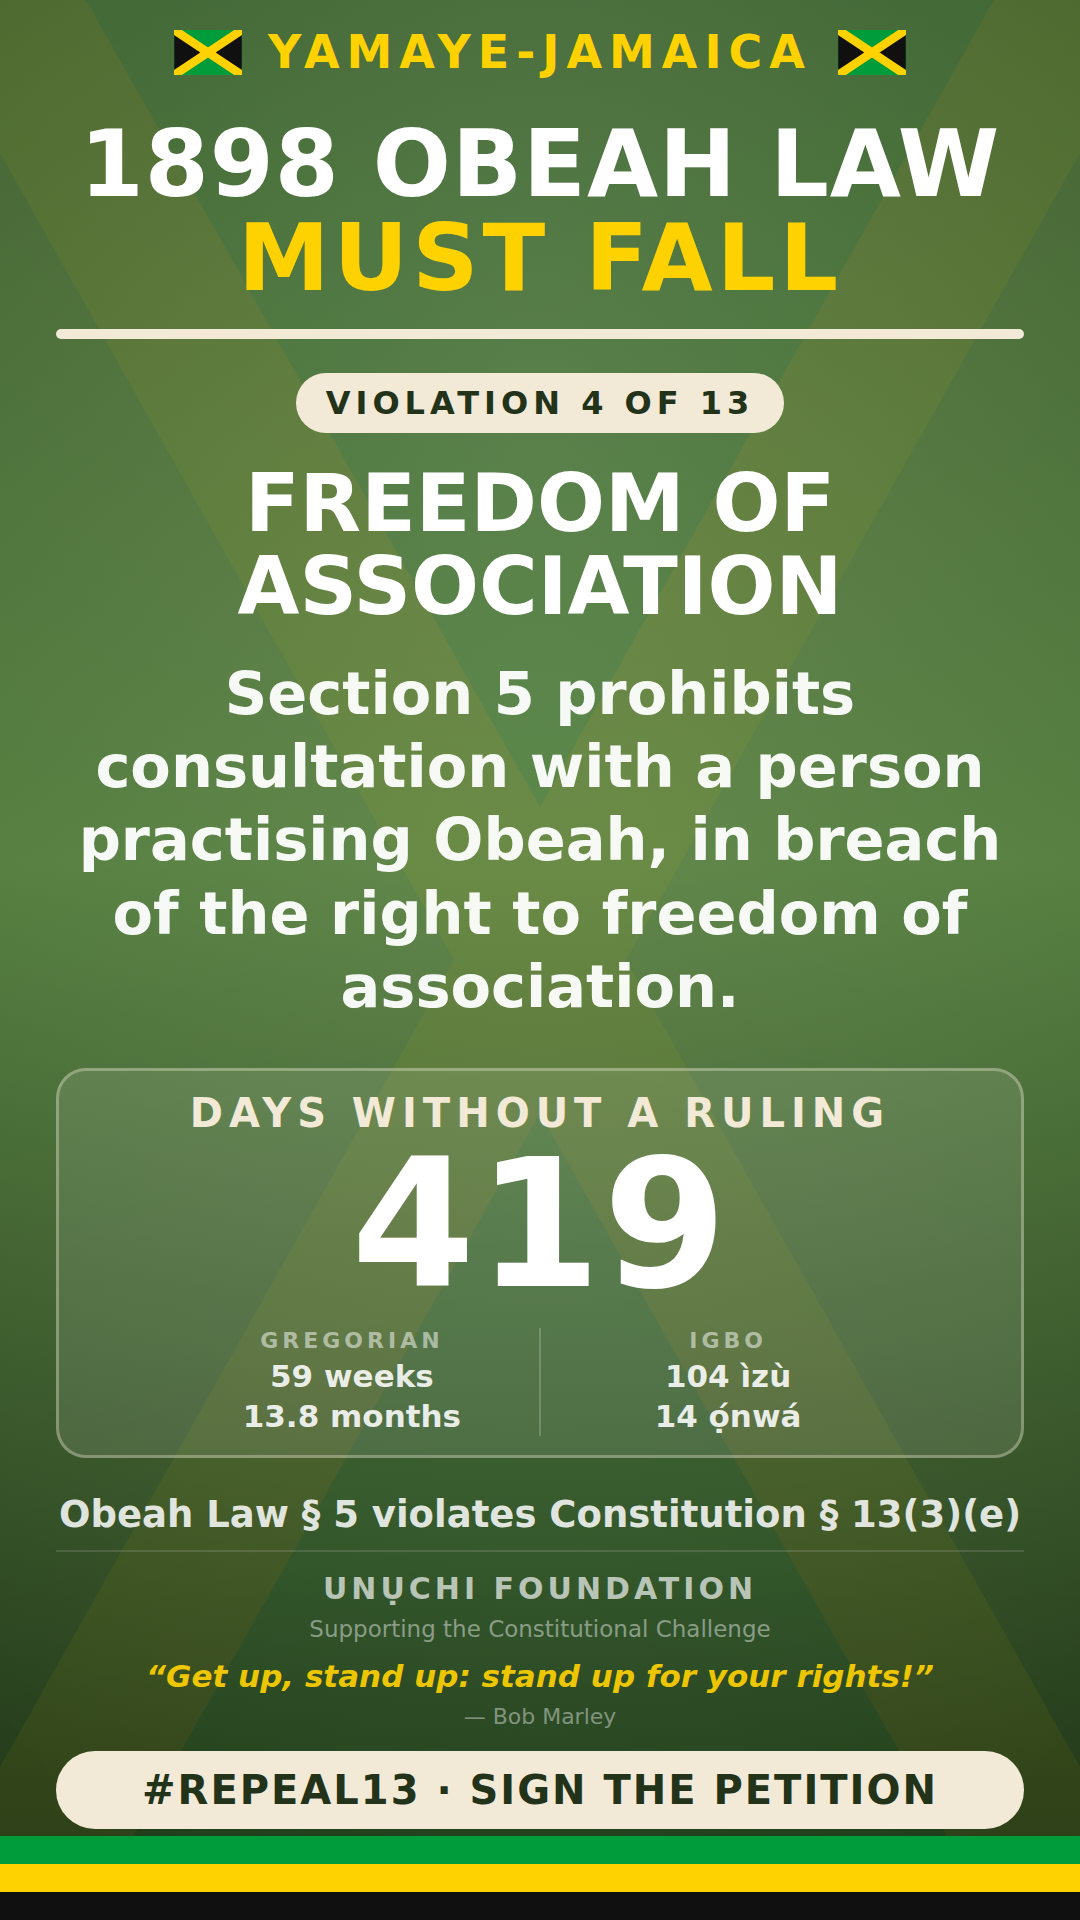 YAMAYE-JAMAICA
1898 OBEAH LAW
MUST FALL
VIOLATION 4 OF 13
FREEDOM OF
ASSOCIATION
Section 5 prohibits
consultation with a person
practising Obeah, in breach
of the right to freedom of
association.
DAYS WITHOUT A RULING
419
GREGORIAN
59 weeks
13.8 months
IGBO
104 ìzù
14 ọ́nwá
Obeah Law § 5 violates Constitution § 13(3)(e)
UNỤCHI FOUNDATION
Supporting the Constitutional Challenge
“Get up, stand up: stand up for your rights!”
— Bob Marley
#REPEAL13 · SIGN THE PETITION